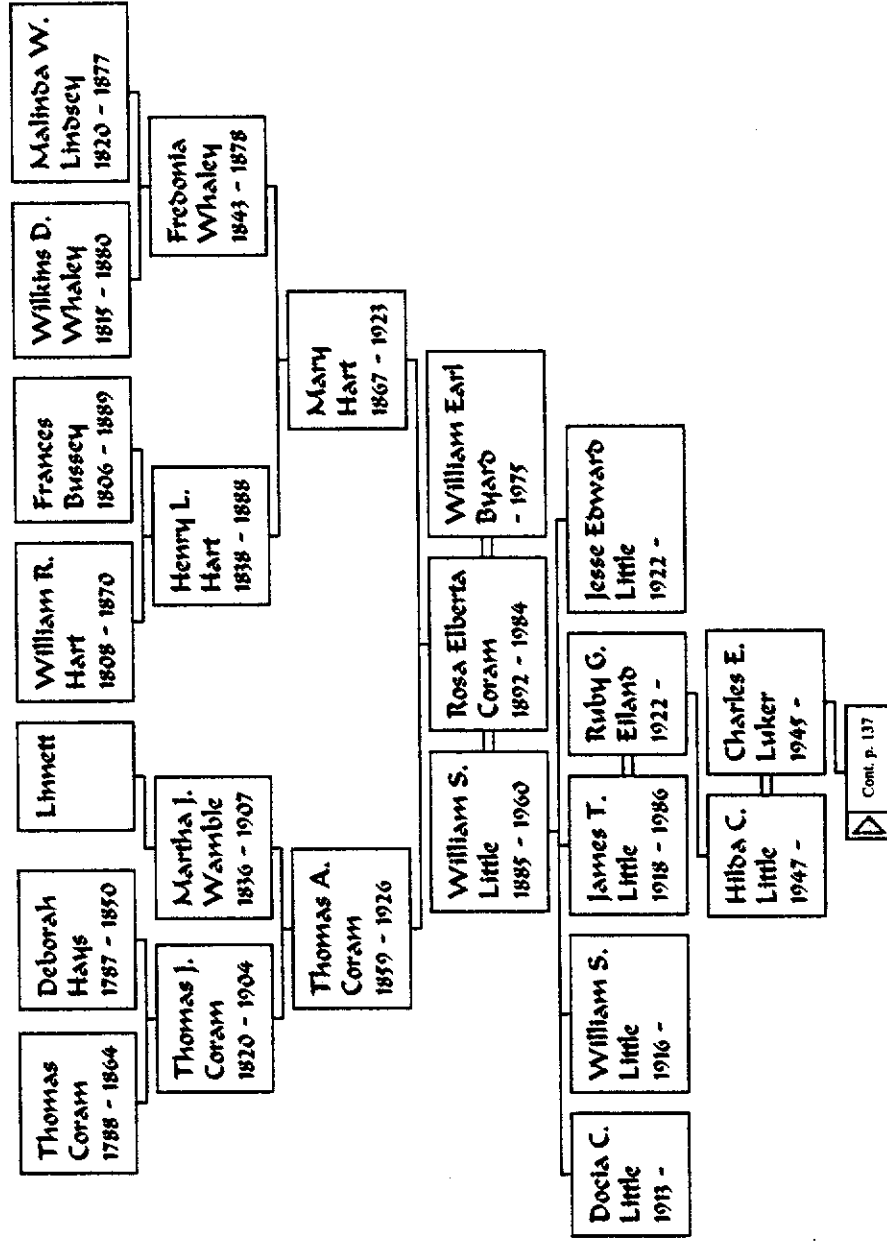 Thomas
Coram
1788 - 1864
Deborah
Hays
1787 - 1850
Linnett
William R.
Hart
1808 - 1870
Frances
Bussey
1806 - 1889
Wilkins D.
Whaley
1815 - 1880
Malinda W.
Lindsey
1820 - 1877
Thomas J.
Coram
1820 - 1904
Martha J.
Wamble
1836 - 1907
Henry L.
Hart
1838 - 1888
Fredonia
Whaley
1843 - 1878
Thomas A.
Coram
1859 - 1926
Mary
Hart
1867 - 1923
William S.
Little
1885 - 1960
Rosa Elberta
Coram
1892 - 1984
William Earl
Byard
- 1975
Docia C.
Little
1913 -
William S.
Little
1916 -
James T.
Little
1918 - 1986
Ruby G.
Eiland
1922 -
Jesse Edward
Little
1922 -
Hilda C.
Little
1947 -
Charles E.
Luker
1945 -
Cont. p. 137